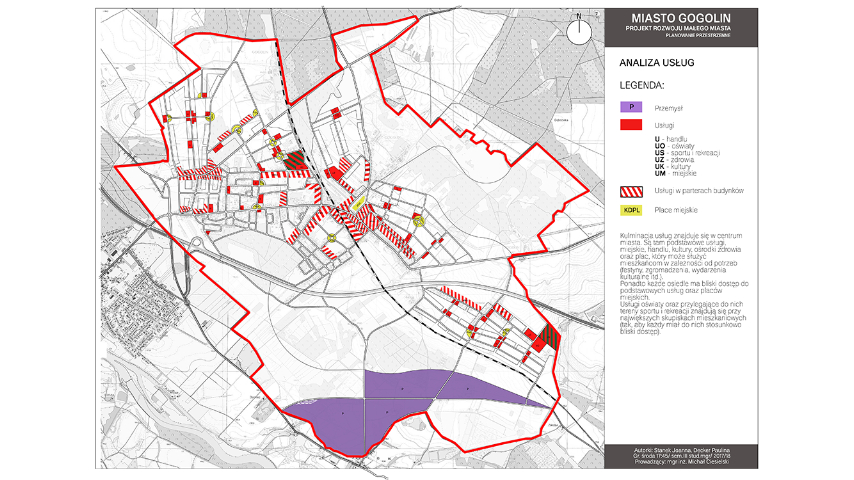 MIASTO GOGOLIN
PROJEKT ROZWOJU MAŁEGO MIASTA
PLANOWANIE PRZESTRZENNE
ANALIZA USŁUG
LEGENDA:
P Przemysł
Usługi
U - handlu
UO - oświaty
US - sportu i rekreacji
UZ - zdrowia
UK - kultury
UM - miejskie
Usługi w parterach budynków
KDPL Place miejskie
Kulminacja usług znajduje się w centrum
miasta. Są tam podstawowe usługi,
miejskie, handlu, kultury, ośrodki zdrowia
oraz plac, który może służyć
mieszkańcom w zależności od potrzeb
(festyny, zgromadzenia, wydarzenia
kulturalne itd.).
Ponadto każde osiedle ma bliski dostęp do
podstawowych usług oraz placów
miejskich.
Usługi oświaty oraz przylegające do nich
tereny sportu i rekreacji znajdują się przy
największych skupiskach mieszkaniowych
(tak, aby każdy miał do nich stosunkowo
bliski dostęp).
Autorki: Stanek Joanna, Decker Paulina
Gr. środa 17:45/ sem. III stud.mgr/ 2017/18
Prowadzący: mgr inż. Michał Ciesielski
N